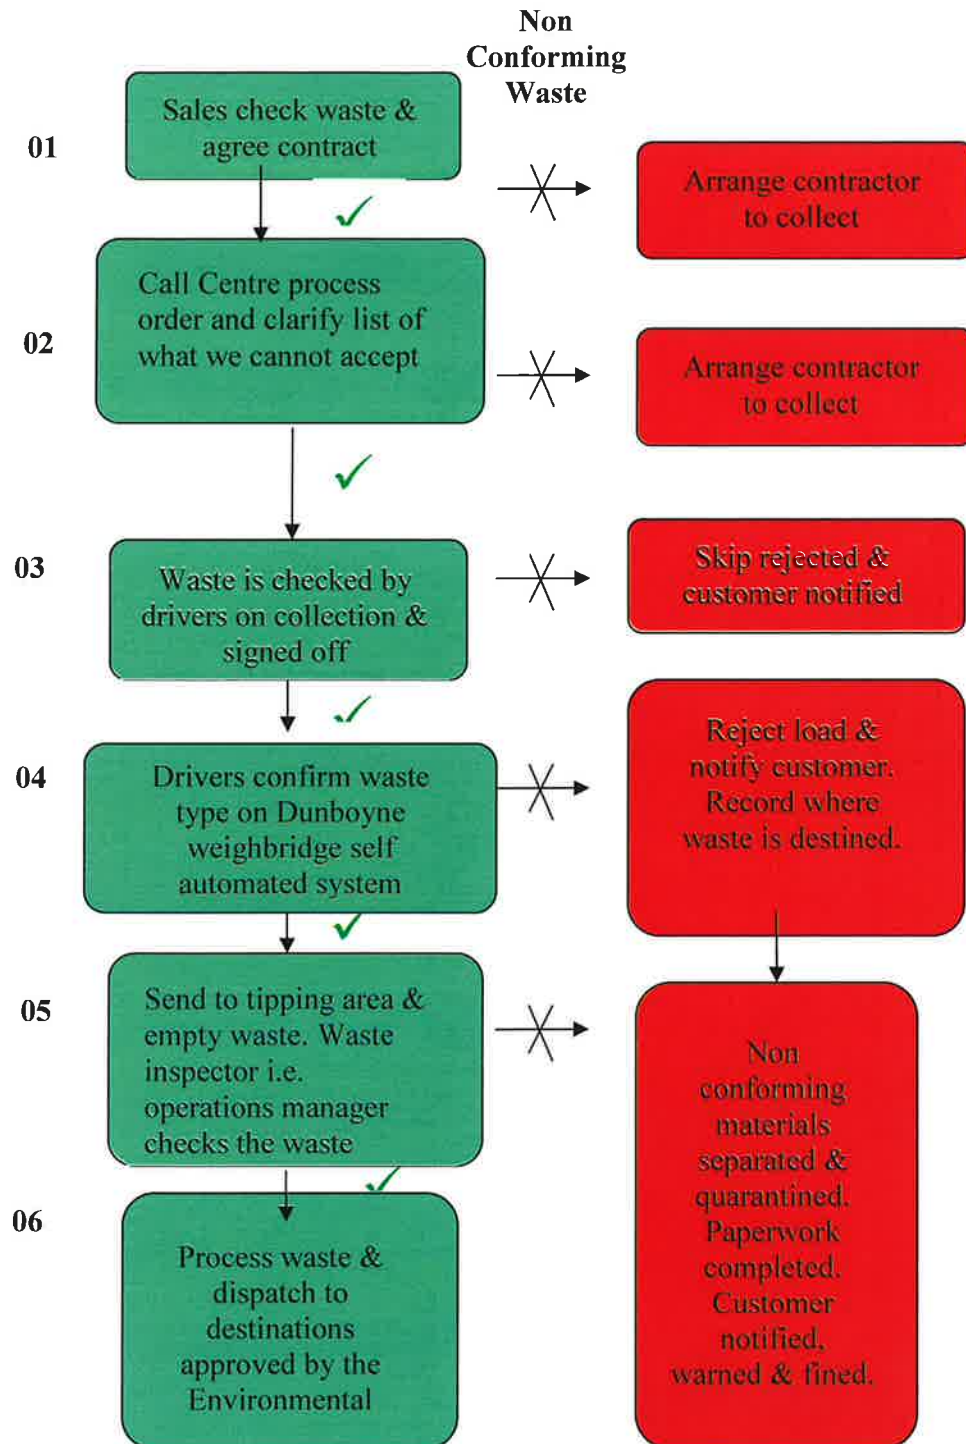 Non
Conforming
Waste
01
Sales check waste &
agree contract
Arrange contractor
to collect
02
Call Centre process
order and clarify list of
what we cannot accept
Arrange contractor
to collect
03
Waste is checked by
drivers on collection &
signed off
Skip rejected &
customer notified
04
Drivers confirm waste
type on Dunboyne
weighbridge self
automated system
Reject load &
notify customer.
Record where
waste is destined.
05
Send to tipping area &
empty waste. Waste
inspector i.e.
operations manager
checks the waste
Non
conforming
materials
separated &
quarantined.
Paperwork
completed.
Customer
notified,
warned & fined.
06
Process waste &
dispatch to
destinations
approved by the
Environmental